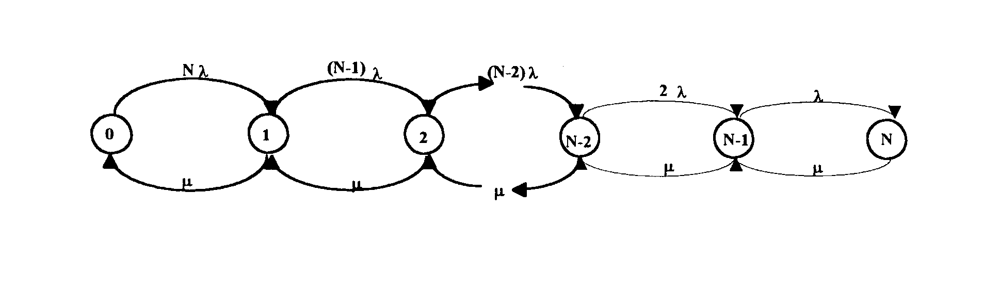 N λ (N-1) λ (N-2) λ 2 λ λ
0 1 2 N-2 N-1 N
μ μ μ μ μ